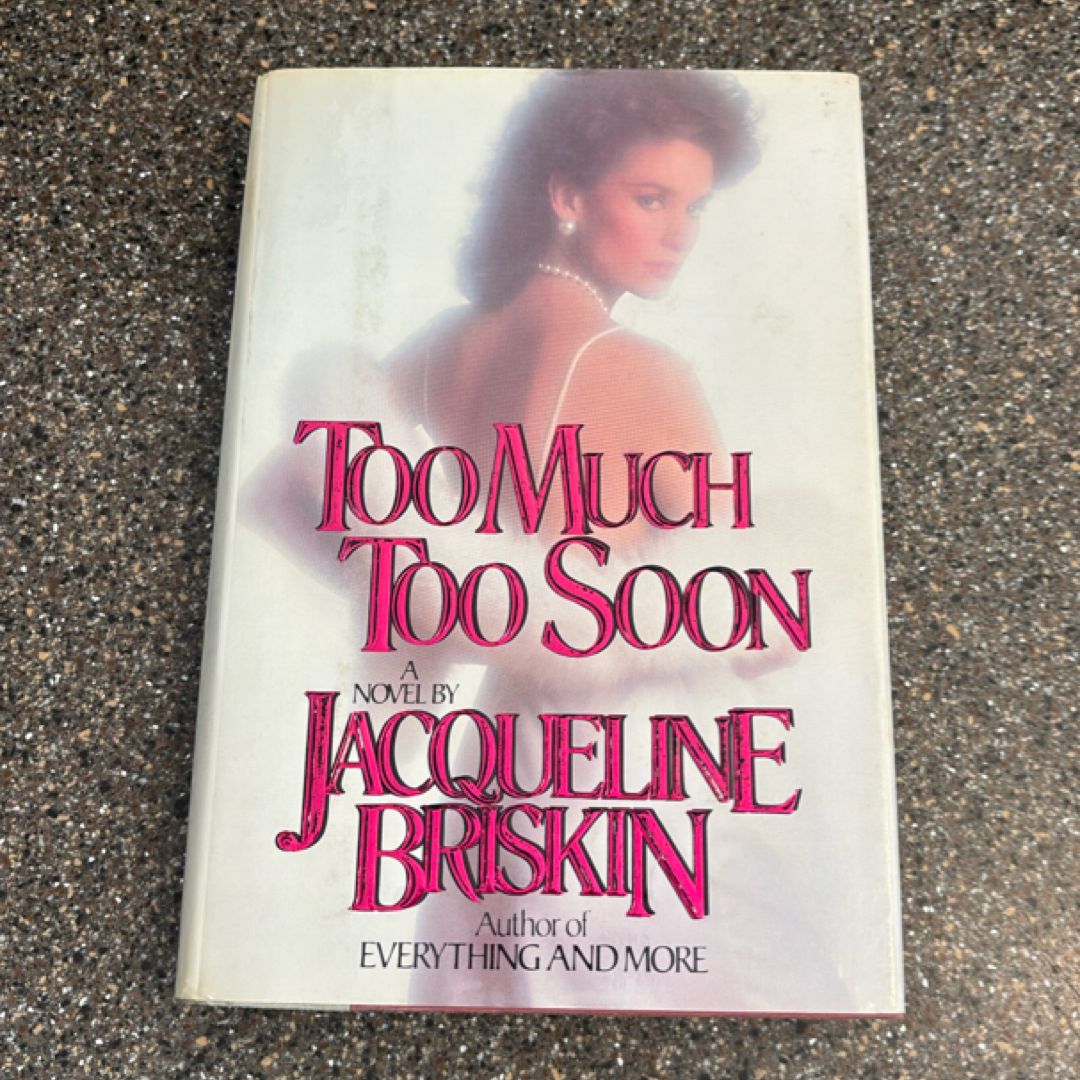 TOO MUCH
TOO SOON
A
NOVEL BY
JACQUELINE
BRISKIN
Author of
EVERYTHING AND MORE